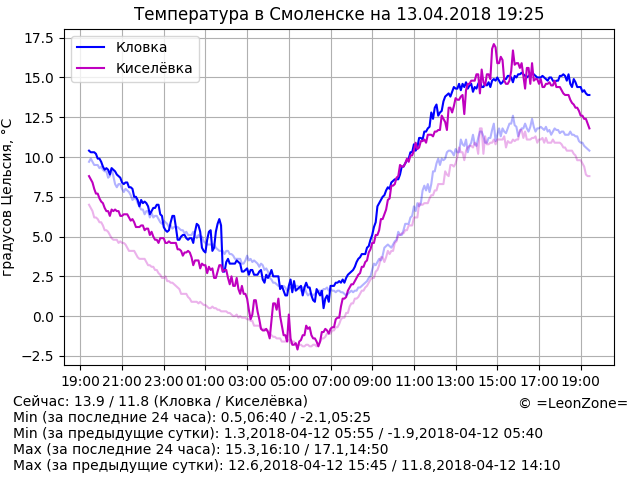 Температура в Смоленске на 13.04.2018 19:25
градусов Цельсия, °C
17.5
15.0
12.5
10.0
7.5
5.0
2.5
0.0
−2.5
Кловка
Киселёвка
19:00 21:00 23:00 01:00 03:00 05:00 07:00 09:00 11:00 13:00 15:00 17:00 19:00
Сейчас: 13.9 / 11.8 (Кловка / Киселёвка)
© =LeonZone=
Min (за последние 24 часа): 0.5,06:40 / -2.1,05:25
Min (за предыдущие сутки): 1.3,2018-04-12 05:55 / -1.9,2018-04-12 05:40
Max (за последние 24 часа): 15.3,16:10 / 17.1,14:50
Max (за предыдущие сутки): 12.6,2018-04-12 15:45 / 11.8,2018-04-12 14:10